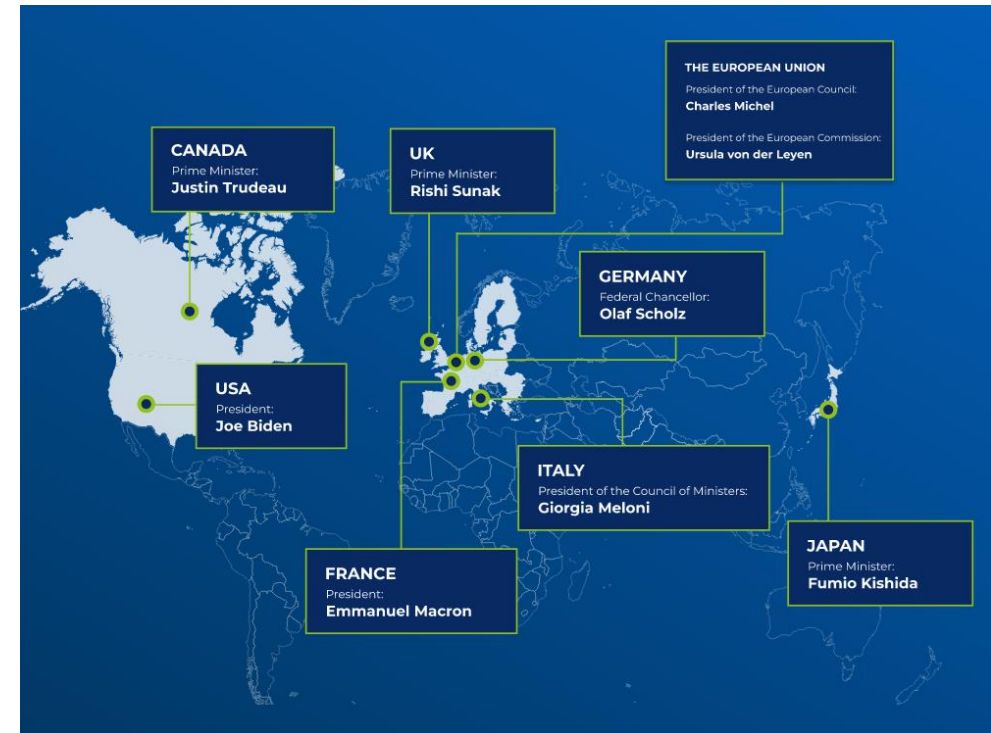 THE EUROPEAN UNION
President of the European Council:
Charles Michel
President of the European Commission:
Ursula von der Leyen
CANADA
Prime Minister:
Justin Trudeau
UK
Prime Minister:
Rishi Sunak
GERMANY
Federal Chancellor:
Olaf Scholz
USA
President:
Joe Biden
ITALY
President of the Council of Ministers:
Giorgia Meloni
JAPAN
Prime Minister:
Fumio Kishida
FRANCE
President:
Emmanuel Macron